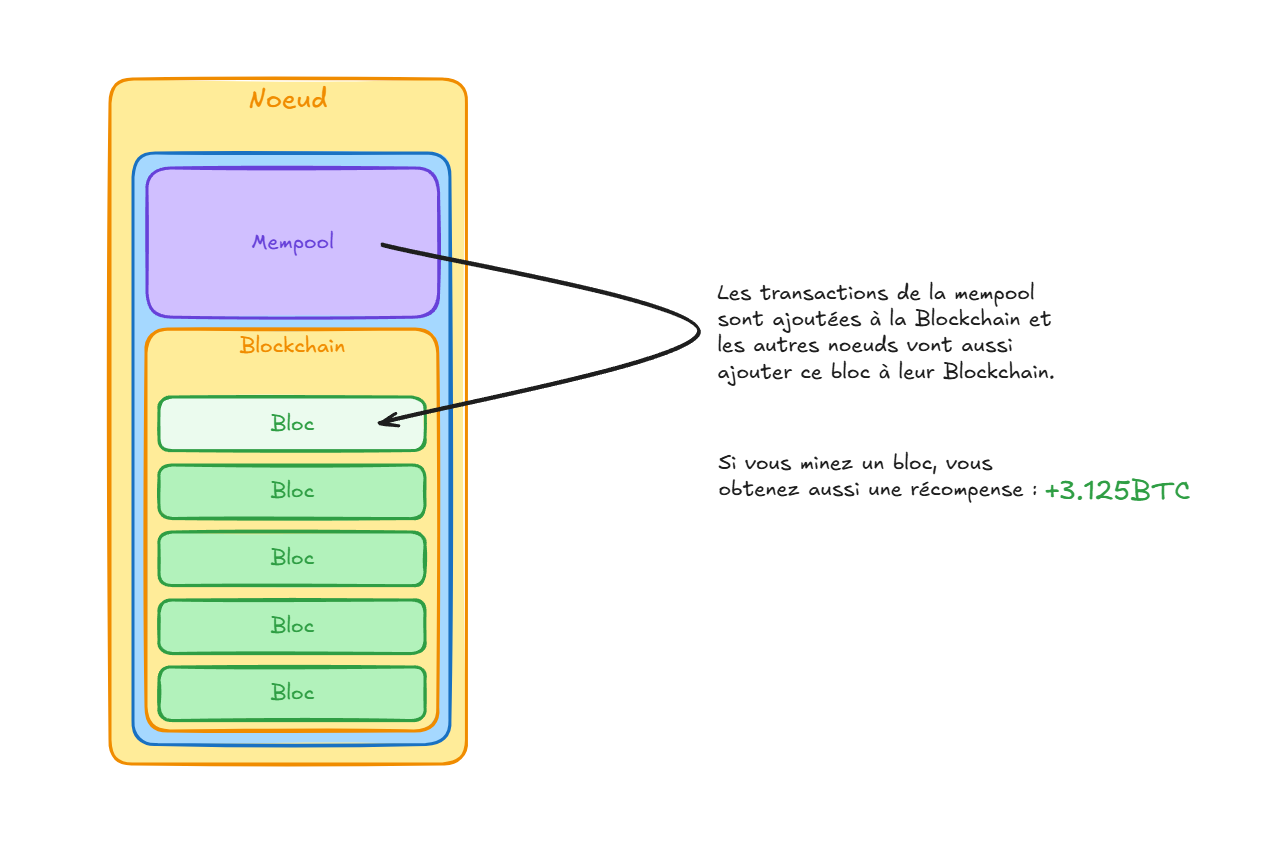 Noeud
Mempool
Les transactions de la mempool
sont ajoutées à la Blockchain et
les autres noeuds vont aussi
ajouter ce bloc à leur Blockchain.
Blockchain
Bloc
Si vous minez un bloc, vous
obtenez aussi une récompense : +3.125BTC
Bloc
Bloc
Bloc
Bloc